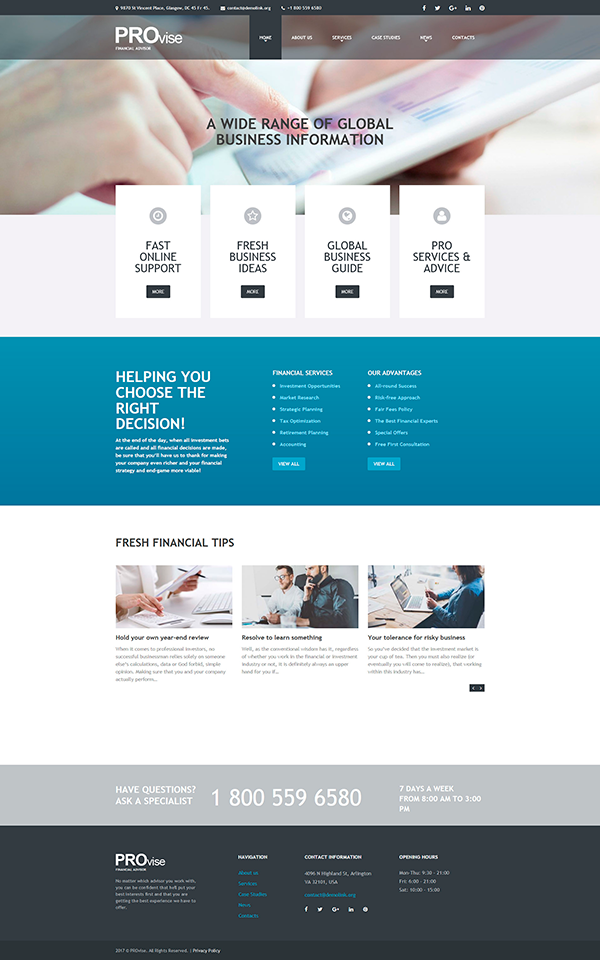 9870 St Vincent Place, Glasgow, DC 45 Fr 45. contact@demolink.org +1 800 559 6580
PROvise
FINANCIAL ADVISOR
HOME ABOUT US SERVICES CASE STUDIES NEWS CONTACTS
A WIDE RANGE OF GLOBAL
BUSINESS INFORMATION
FAST
ONLINE
SUPPORT
MORE
FRESH
BUSINESS
IDEAS
MORE
GLOBAL
BUSINESS
GUIDE
MORE
PRO
SERVICES &
ADVICE
MORE
HELPING YOU
CHOOSE THE
RIGHT
DECISION!
At the end of the day, when all investment bets
are called and all financial decisions are made,
be sure that you'll have us to thank for making
your company even richer and your financial
strategy and end-game more viable!
FINANCIAL SERVICES
Investment Opportunities
Market Research
Strategic Planning
Tax Optimization
Retirement Planning
Accounting
VIEW ALL
OUR ADVANTAGES
All-round Success
Risk-free Approach
Fair Fees Policy
The Best Financial Experts
Special Offers
Free First Consultation
VIEW ALL
FRESH FINANCIAL TIPS
Hold your own year-end review
When it comes to professional investors, no
successful businessman relies solely on someone
else's calculations, data or God forbid, simple
opinion. Making sure that you and your company
actually perform...
Resolve to learn something
Well, as the conventional wisdom has it, regardless
of whether you work in the financial or investment
industry or not, it is definitely always an upper
hand for you if...
Your tolerance for risky business
So you've decided that the investment market is
your cup of tea. Then you must also realize (or
eventually you will come to realize), that working
within this industry has...
HAVE QUESTIONS?
ASK A SPECIALIST
1 800 559 6580
7 DAYS A WEEK
FROM 8:00 AM TO 3:00
PM
PROvise
FINANCIAL ADVISOR
No matter which adviser you work with,
you can be confident that he'll put your
best interests first and that you are
getting the best experience we have to
offer.
NAVIGATION
About us
Services
Case Studies
News
Contacts
CONTACT INFORMATION
4096 N Highland St, Arlington
VA 32101, USA
contact@demolink.org
OPENING HOURS
Mon-Thu: 9:30 - 21:00
Fri: 6:00 - 21:00
Sat: 10:00 - 15:00
2017 © PROvise. All Rights Reserved. | Privacy Policy